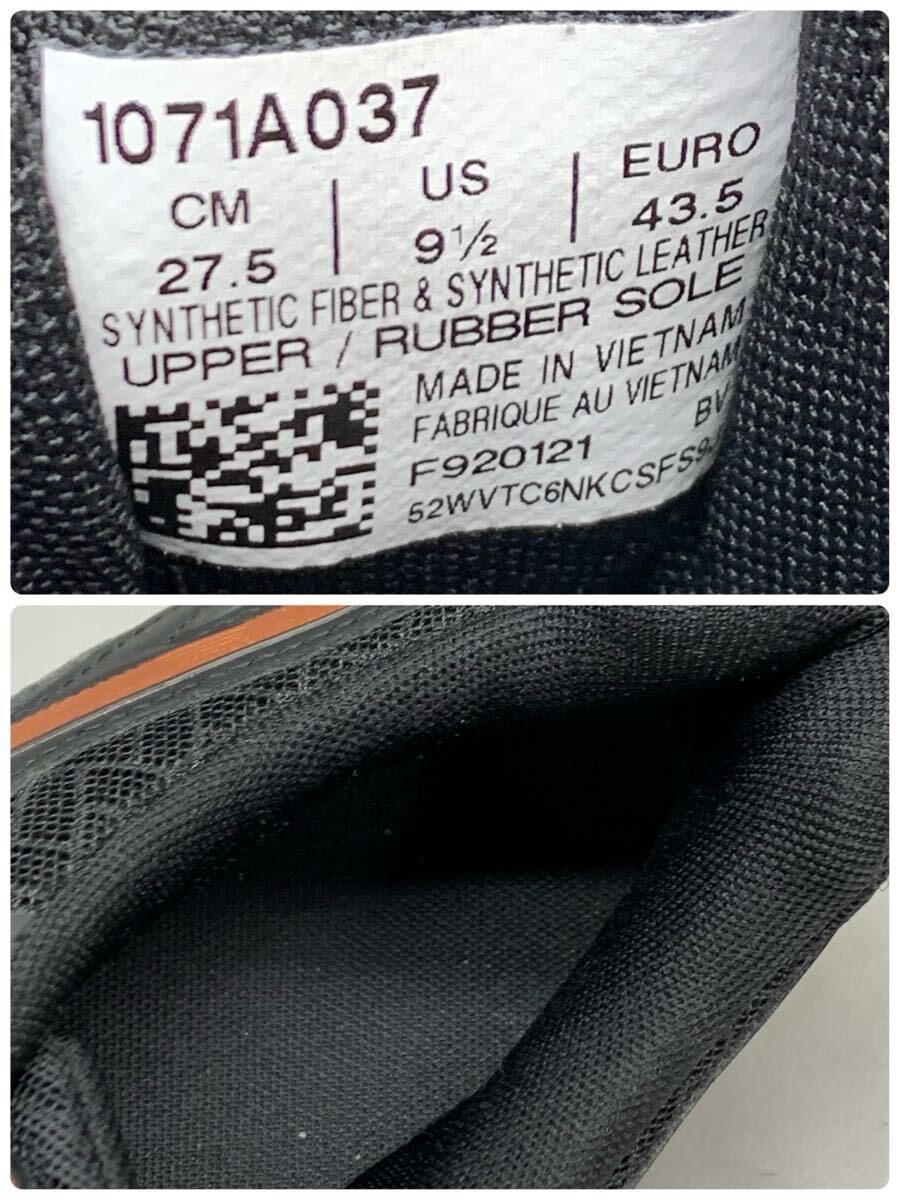 1071A037
CM | US | EURO
27.5 | 9½ | 43.5
SYNTHETIC FIBER & SYNTHETIC LEATHER
UPPER / RUBBER SOLE
MADE IN VIETNAM
FABRIQUE AU VIETNAM
F920121 BV